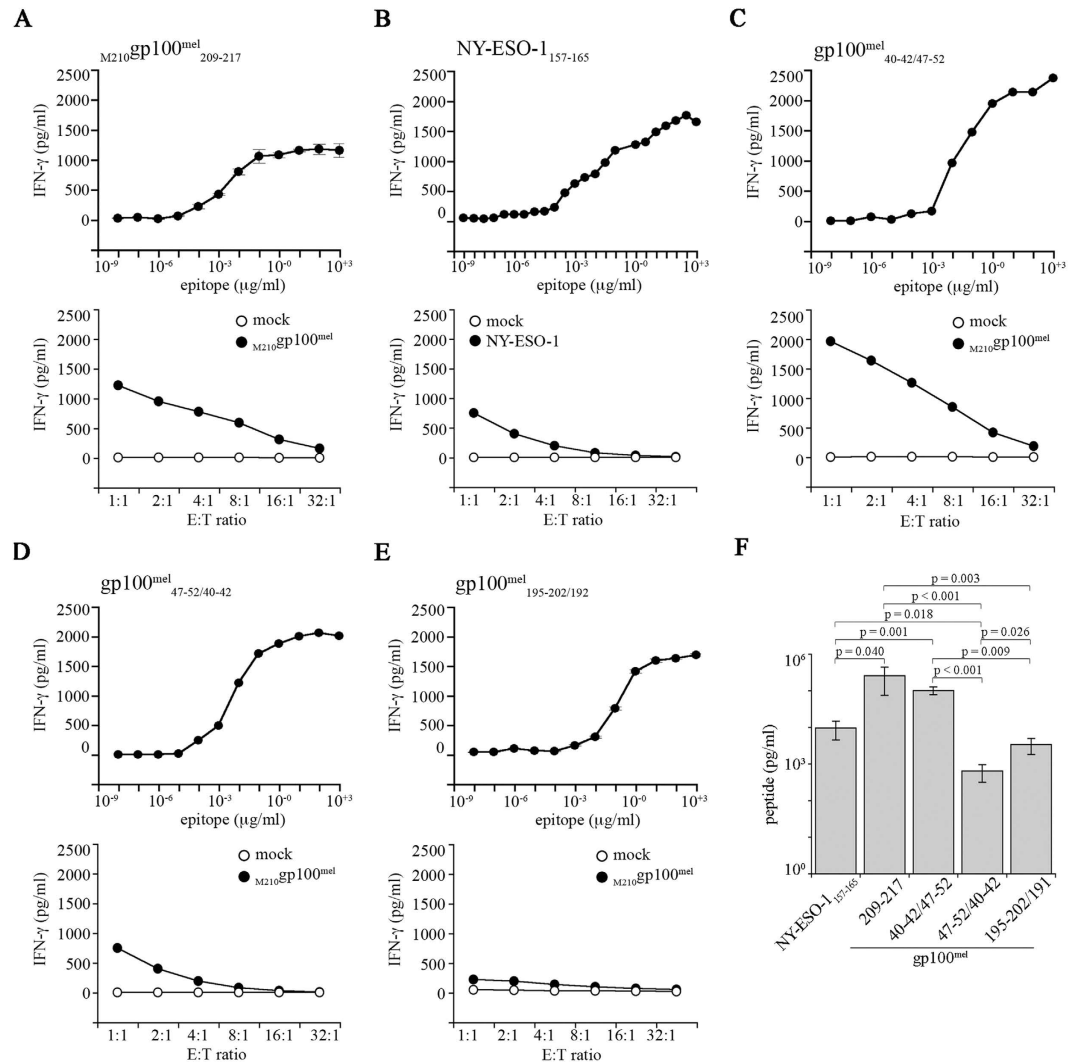 A
M210gp100mel 209-217
2500
2000
1500
1000
500
0
IFN-γ (pg/ml)
10-9 10-6 10-3 10-0 10+3
epitope (µg/ml)
2500
2000
1500
1000
500
0
IFN-γ (pg/ml)
mock
M210gp100mel
1:1 2:1 4:1 8:1 16:1 32:1
E:T ratio
B
NY-ESO-1157-165
2500
2000
1500
1000
500
0
IFN-γ (pg/ml)
10-9 10-6 10-3 10-0 10+3
epitope (µg/ml)
2500
2000
1500
1000
500
0
IFN-γ (pg/ml)
mock
NY-ESO-1
1:1 2:1 4:1 8:1 16:1 32:1
E:T ratio
C
gp100mel 40-42/47-52
2500
2000
1500
1000
500
0
IFN-γ (pg/ml)
10-9 10-6 10-3 10-0 10+3
epitope (µg/ml)
2500
2000
1500
1000
500
0
IFN-γ (pg/ml)
mock
M210gp100mel
1:1 2:1 4:1 8:1 16:1 32:1
E:T ratio
D
gp100mel 47-52/40-42
2500
2000
1500
1000
500
0
IFN-γ (pg/ml)
10-9 10-6 10-3 10-0 10+3
epitope (µg/ml)
2500
2000
1500
1000
500
0
IFN-γ (pg/ml)
mock
M210gp100mel
1:1 2:1 4:1 8:1 16:1 32:1
E:T ratio
E
gp100mel 195-202/192
2500
2000
1500
1000
500
0
IFN-γ (pg/ml)
10-9 10-6 10-3 10-0 10+3
epitope (µg/ml)
2500
2000
1500
1000
500
0
IFN-γ (pg/ml)
mock
M210gp100mel
1:1 2:1 4:1 8:1 16:1 32:1
E:T ratio
F
p = 0.003
p < 0.001
p = 0.018
p = 0.001 p = 0.026
p = 0.040 p = 0.009
p < 0.001
106
103
100
peptide (pg/ml)
NY-ESO-1157-165
209-217
40-42/47-52
47-52/40-42
195-202/191
gp100mel